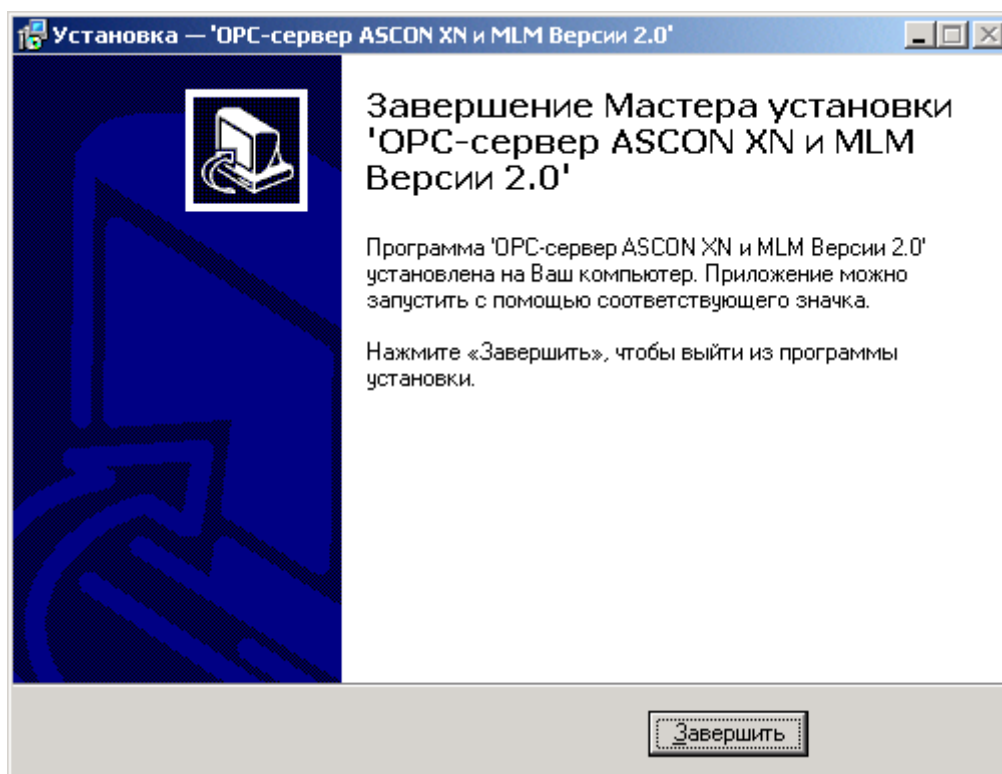 Установка — 'OPC-сервер ASCON XN и MLM Версии 2.0'
Завершение Мастера установки
'OPC-сервер ASCON XN и MLM
Версии 2.0'
Программа 'OPC-сервер ASCON XN и MLM Версии 2.0'
установлена на Ваш компьютер. Приложение можно
запустить с помощью соответствующего значка.
Нажмите «Завершить», чтобы выйти из программы
установки.
Завершить